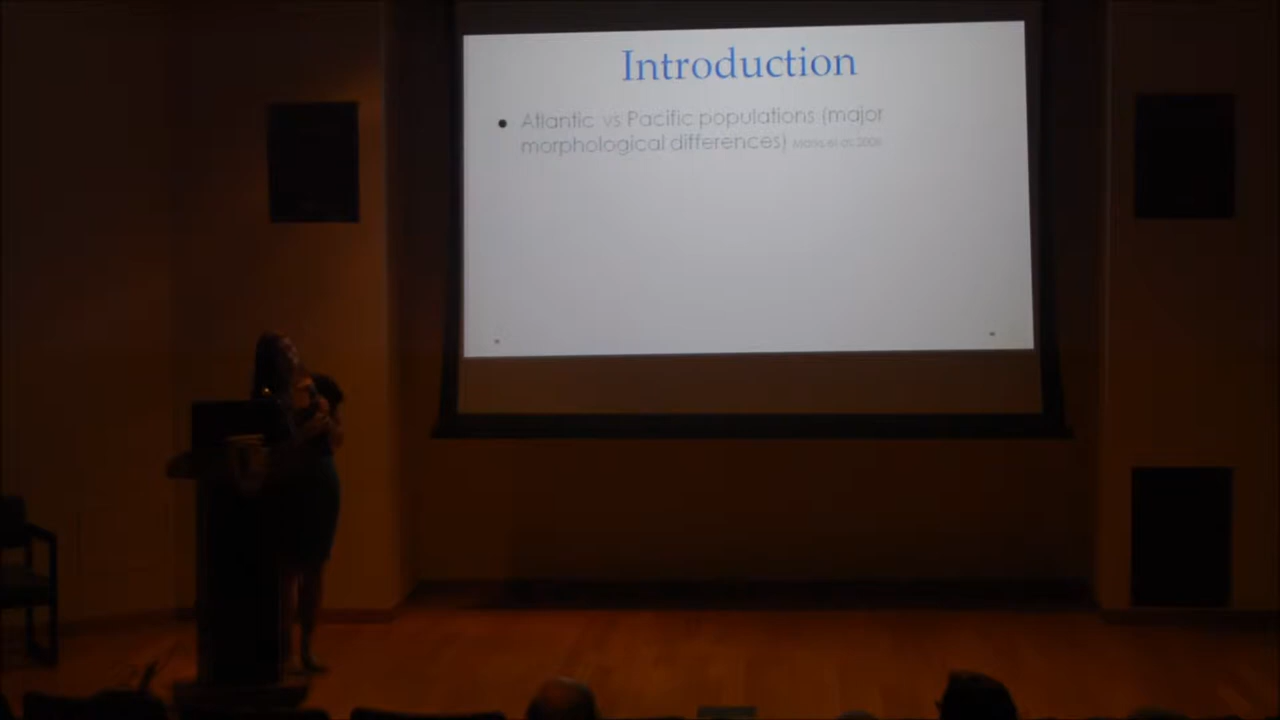 Introduction
• Atlantic vs Pacific populations (major
morphological differences)